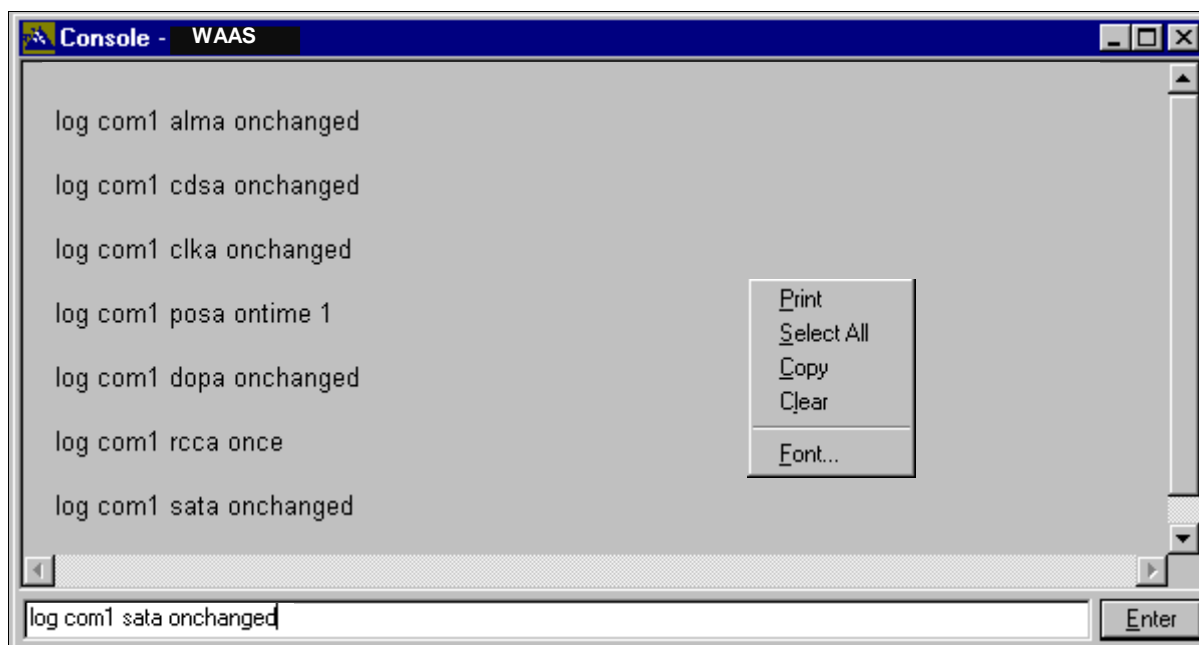 Console - WAAS
log com1 alma onchanged
log com1 cdsa onchanged
log com1 clka onchanged
log com1 posa ontime 1
log com1 dopa onchanged
log com1 rcca once
log com1 sata onchanged
Print
Select All
Copy
Clear
Font...
log com1 sata onchanged
Enter